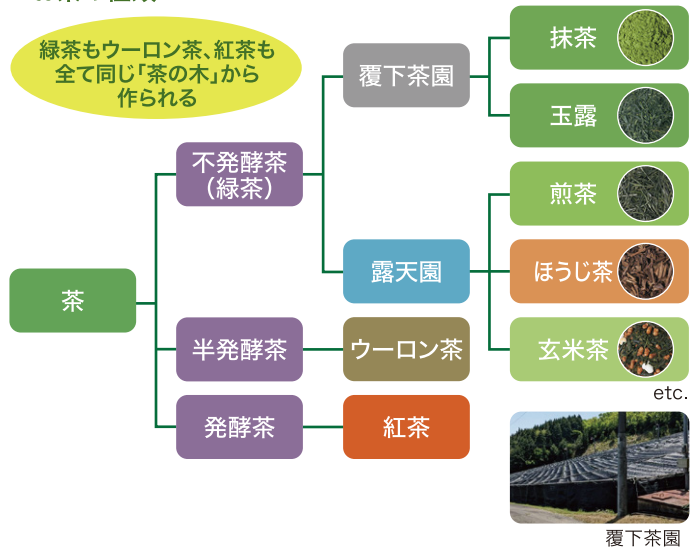 緑茶もウーロン茶、紅茶も
全て同じ「茶の木」から
作られる
茶
不発酵茶
（緑茶）
半発酵茶
発酵茶
覆下茶園
露天園
ウーロン茶
紅茶
抹茶
玉露
煎茶
ほうじ茶
玄米茶
etc.
覆下茶園